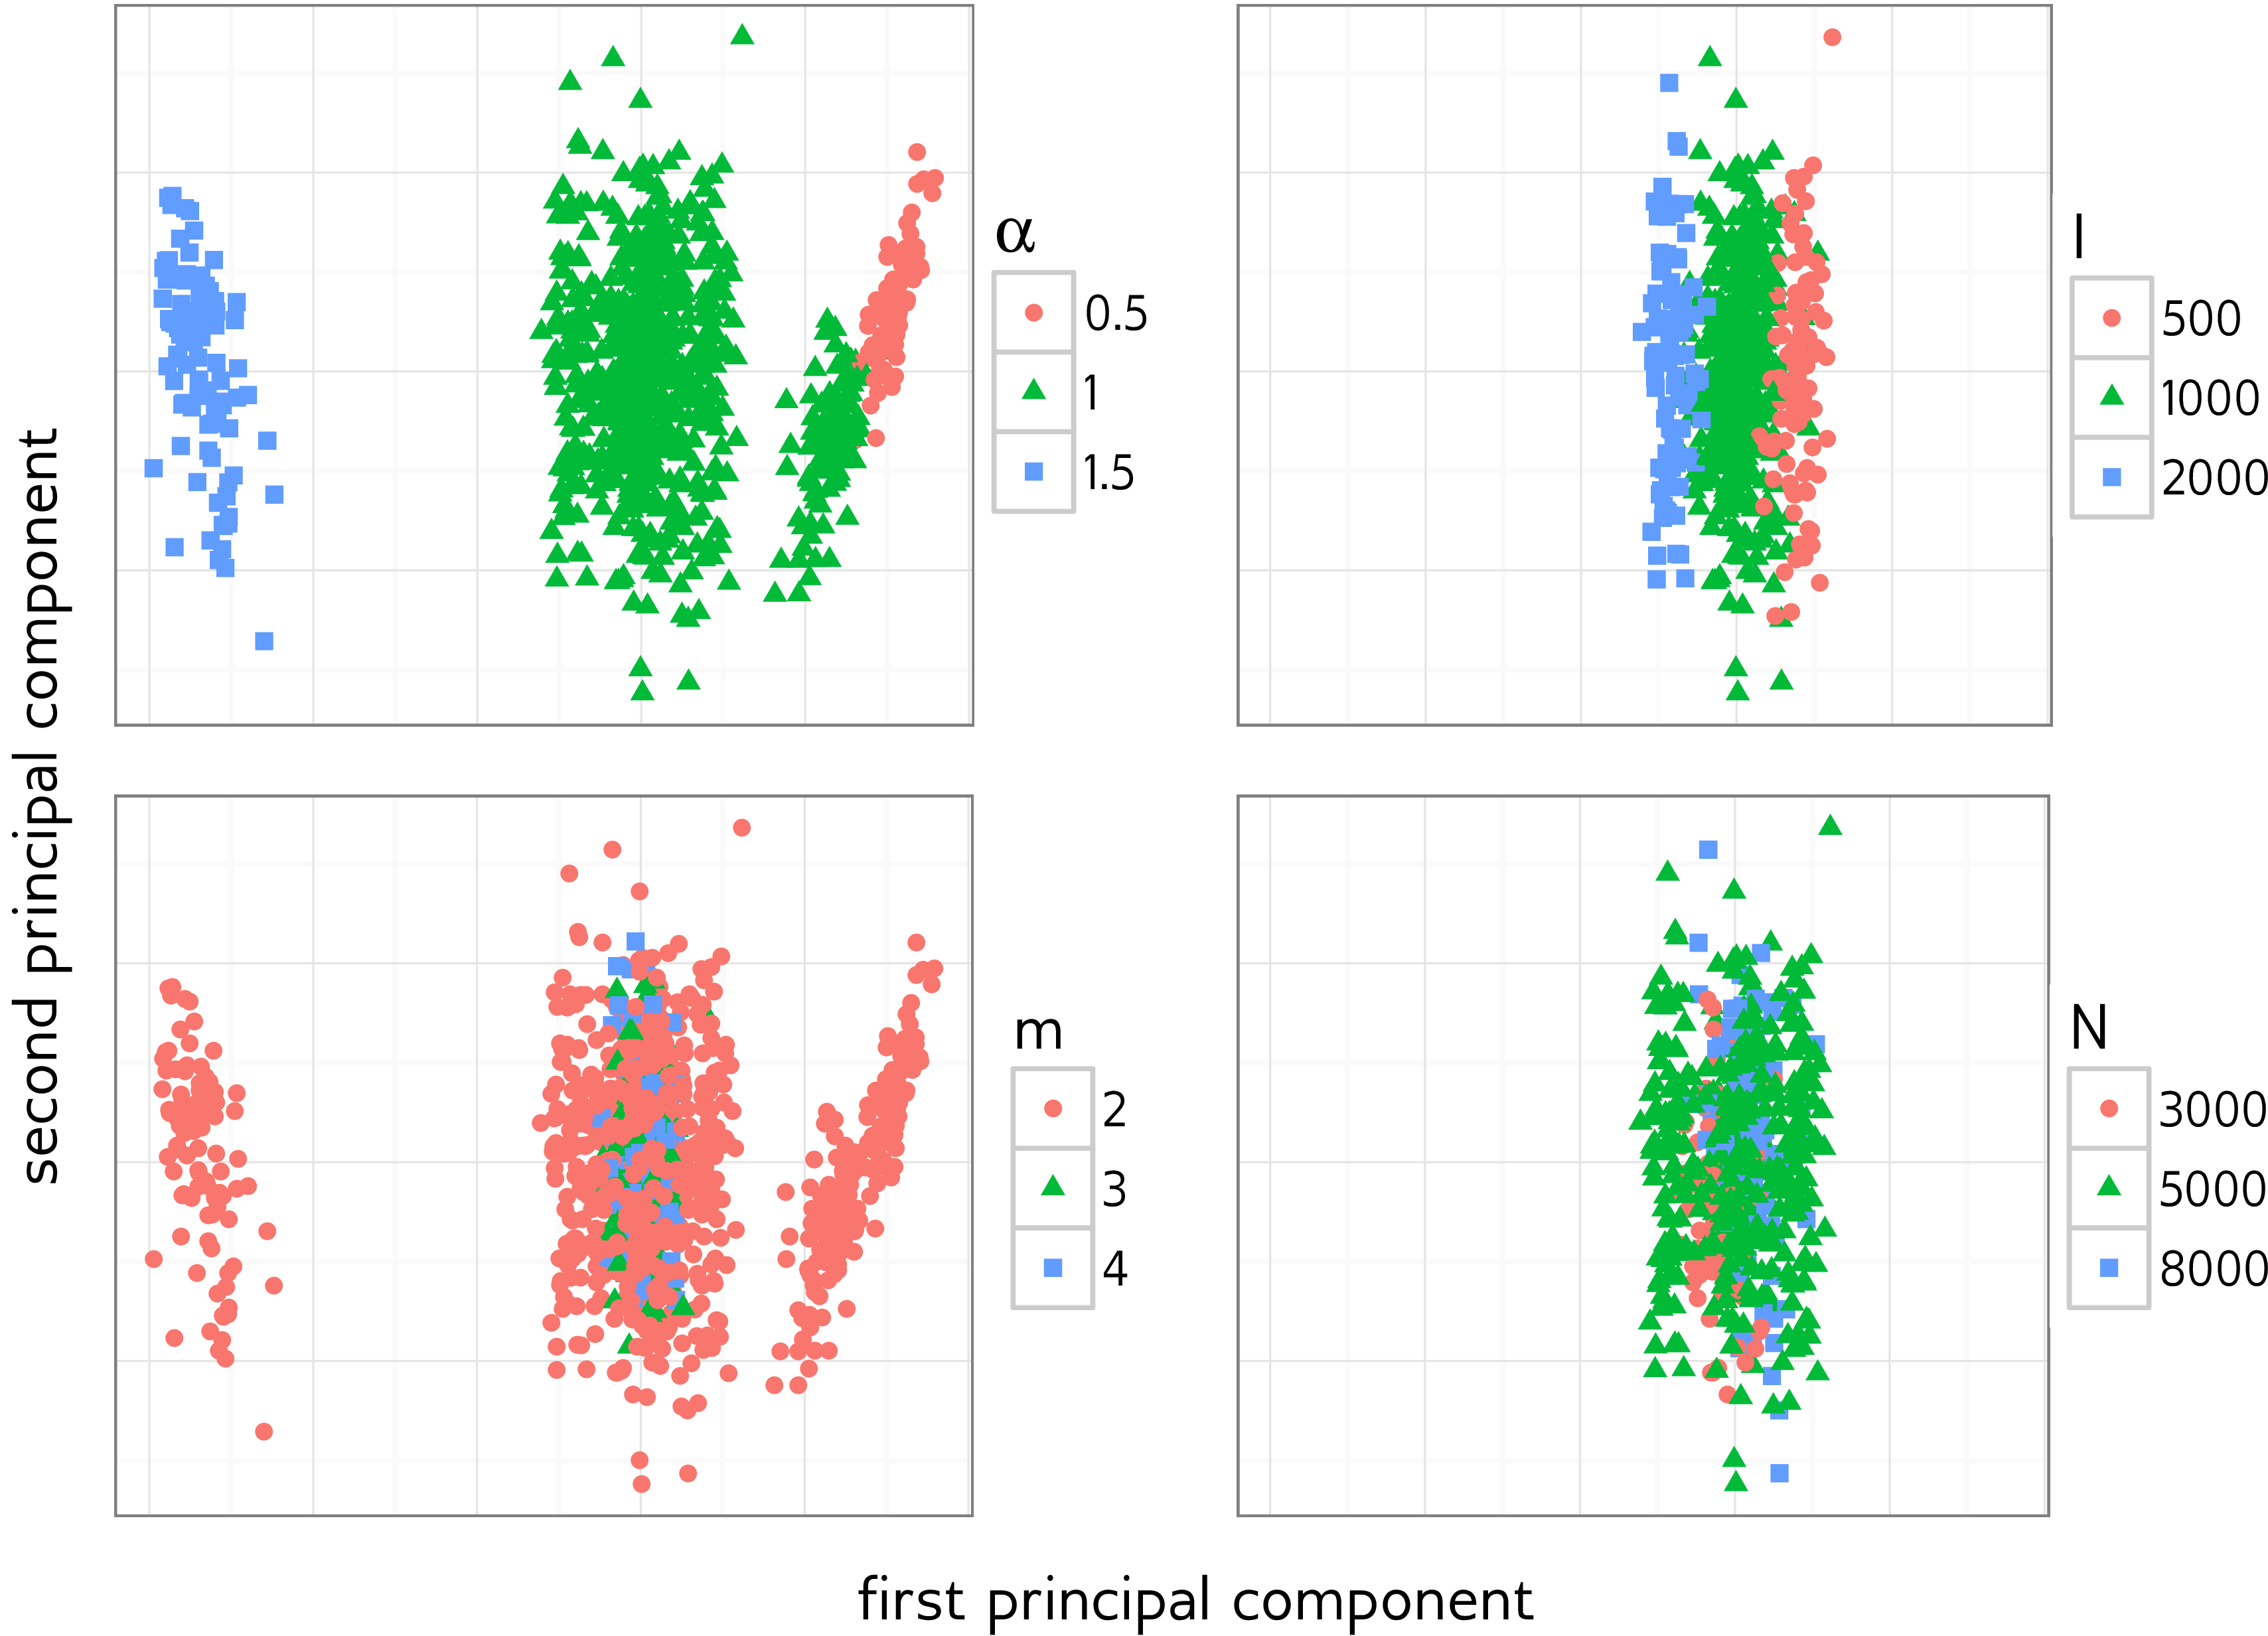 second principal component
α
0.5
1
1.5
l
500
1000
2000
m
2
3
4
N
3000
5000
8000
first principal component